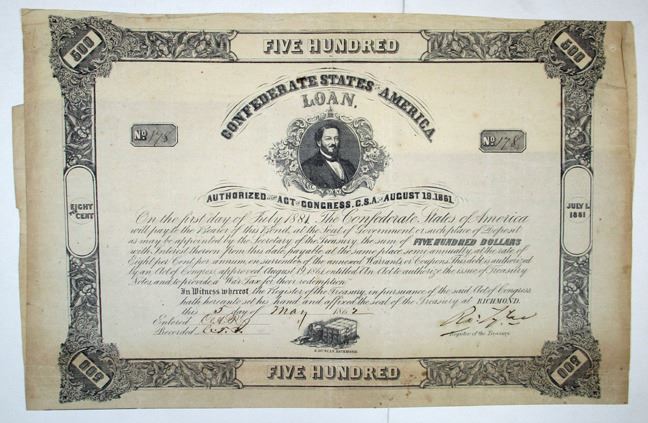 500 FIVE HUNDRED 500
CONFEDERATE STATES OF AMERICA.
LOAN.
No 178 No 178
AUTHORIZED BY THE ACT OF CONGRESS, C.S.A. OF AUGUST 19.1861.
EIGHT PER CENT
JULY 1. 1881
On the first day of July 1881. The Confederate States of America
will pay to the Bearer of this Bond, at the Seat of Government, or such place of Deposit
as may be appointed by the Secretary of the Treasury, the sum of FIVE HUNDRED DOLLARS
with Interest thereon from this date, payable at the same place, semi annually, at the rate of
Eight per Cent per annum, on surrender of the annexed Warrants or Coupons. This debt is authorized
by an Act of Congress approved August 19, 1861, entitled An Act to authorize the issue of Treasury
Notes, and to provide a War Tax for their redemption.
In Witness whereof the Register of the Treasury, in pursuance of the said Act of Congress
hath hereunto set his hand and affixed the seal of the Treasury at RICHMOND.
this 3 day of May 1862
Entered
Recorded
Register of the Treasury
E. DUNCAN, RICHMOND
500 FIVE HUNDRED 500